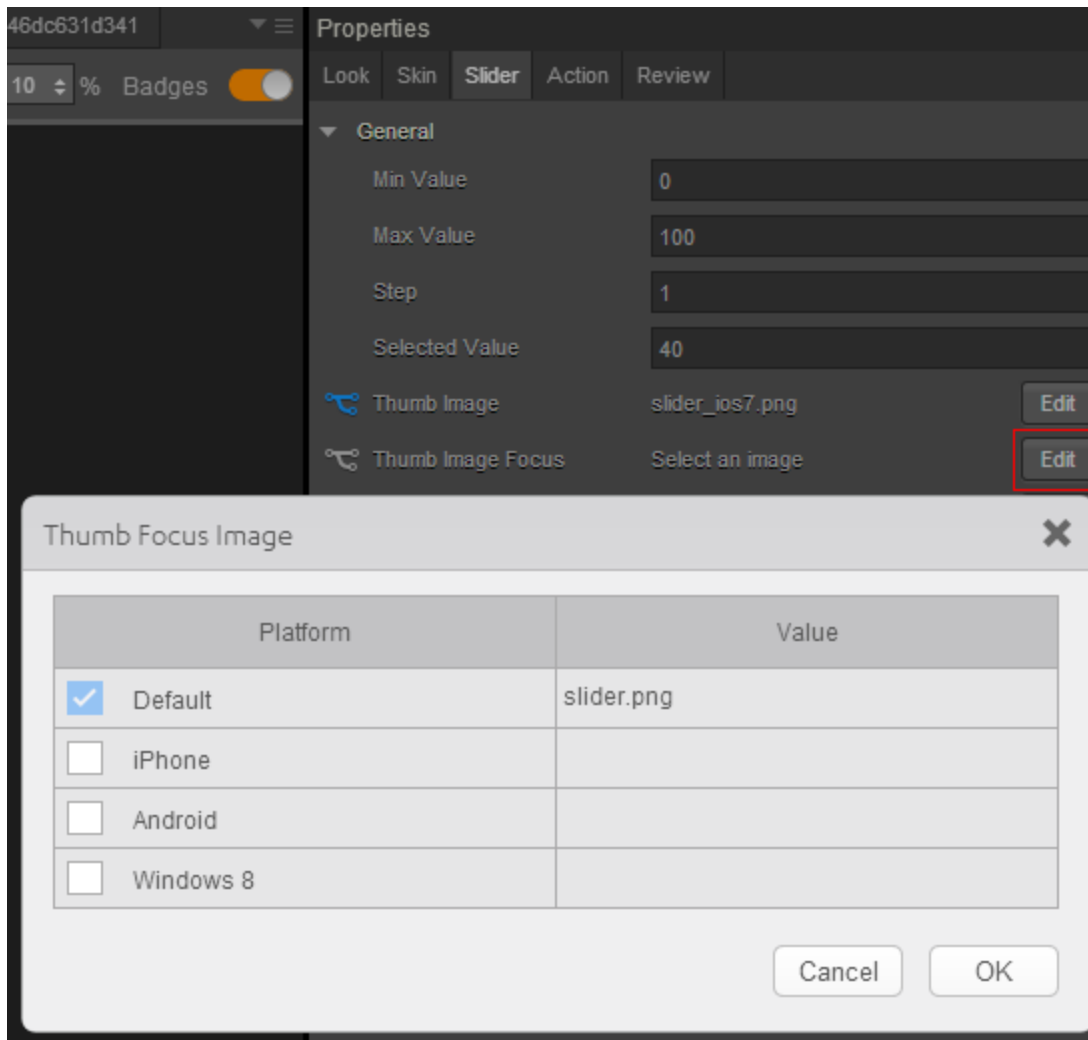 46dc631d341
10 % Badges
Properties
Look Skin Slider Action Review
General
Min Value 0
Max Value 100
Step 1
Selected Value 40
Thumb Image slider_ios7.png Edit
Thumb Image Focus Select an image Edit
Thumb Focus Image
Platform Value
Default slider.png
iPhone
Android
Windows 8
Cancel OK